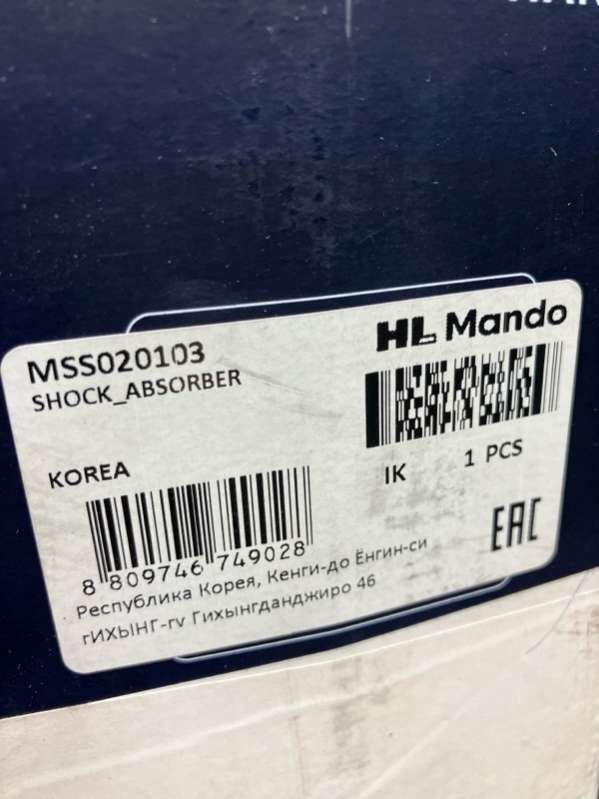 HL Mando
MSS020103
SHOCK_ABSORBER
KOREA
IK 1 PCS
8 809746 749028
EAC
Республика Корея, Кенги-до Ёнгин-си
гИХЫНГ-гv Гихынгданджиро 46